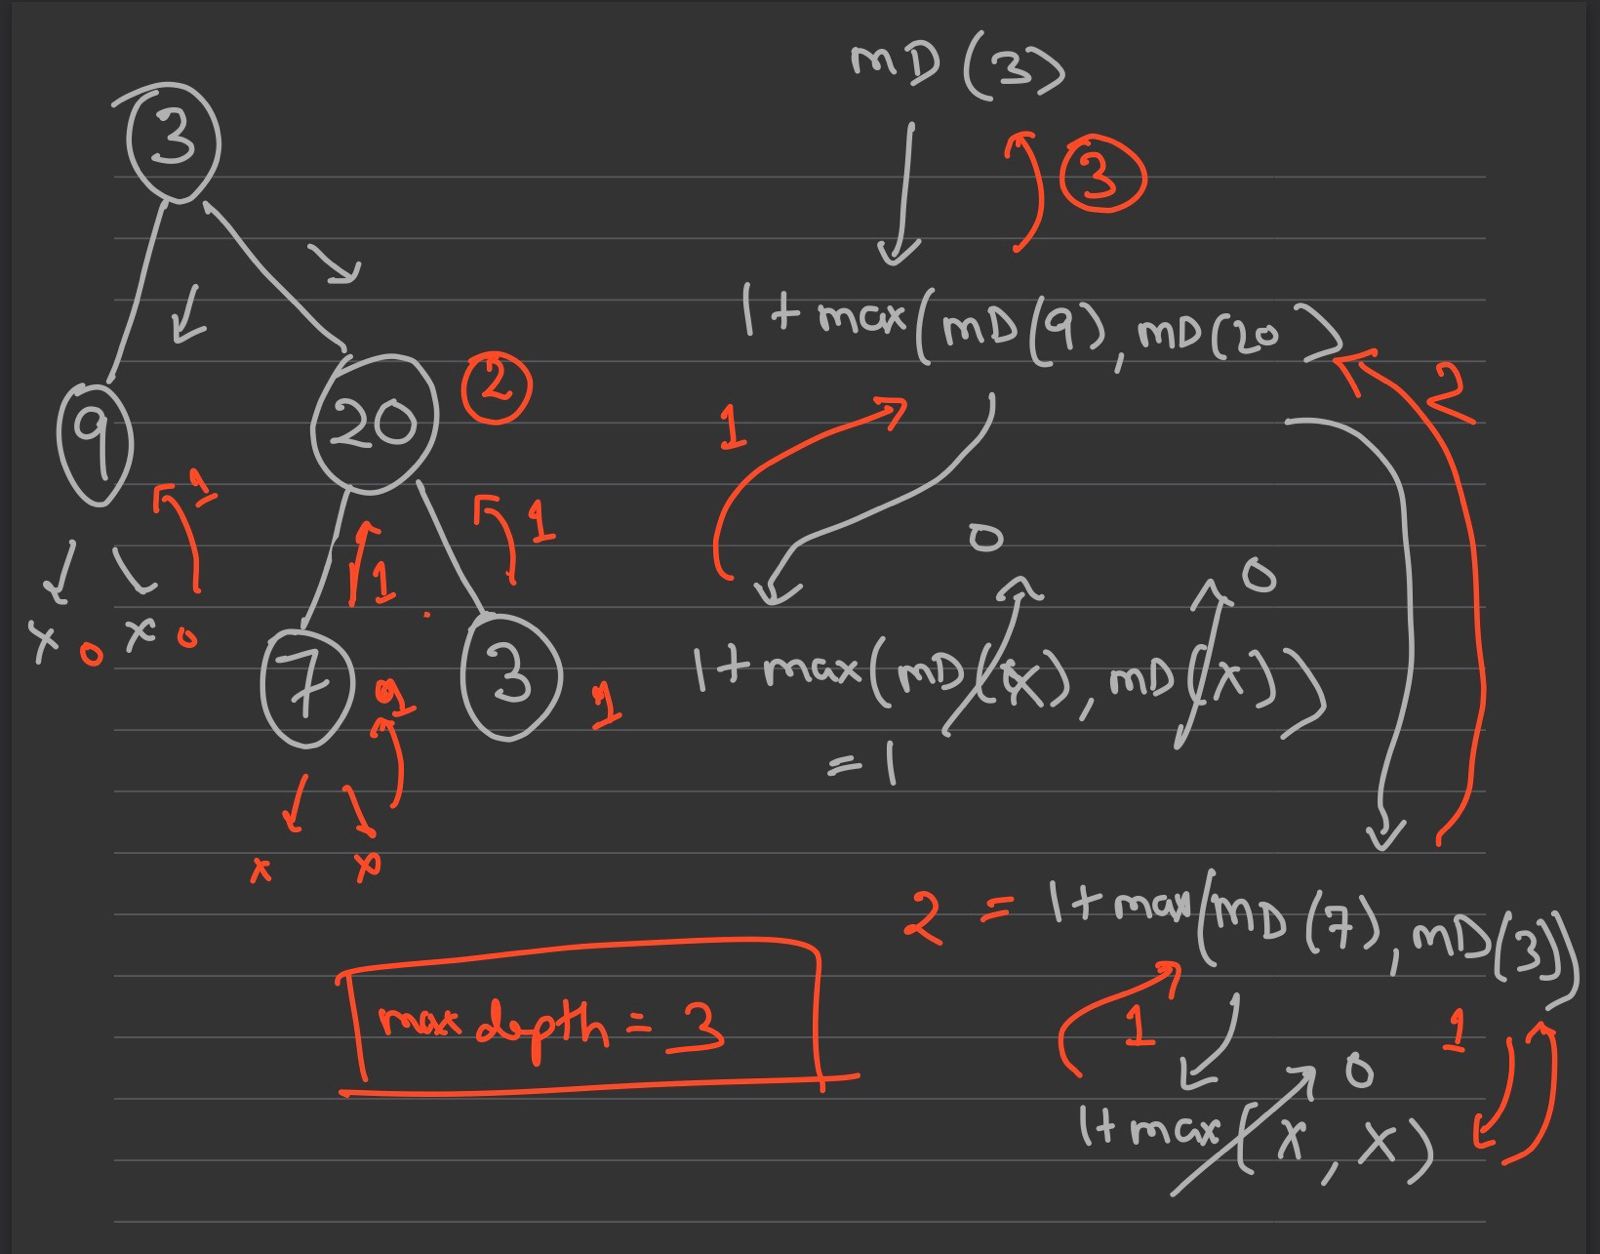 mD (3)
3
3
1 + max(mD(9), mD(20)
9
20
2
1
2
1
1
1
0
0
x 0 x 0
7
1
3
1
1 + max(mD(x), mD(x))
= 1
x x
2 = 1 + max(mD(7), mD(3))
max depth = 3
1
1
0
1 + max(x, x)